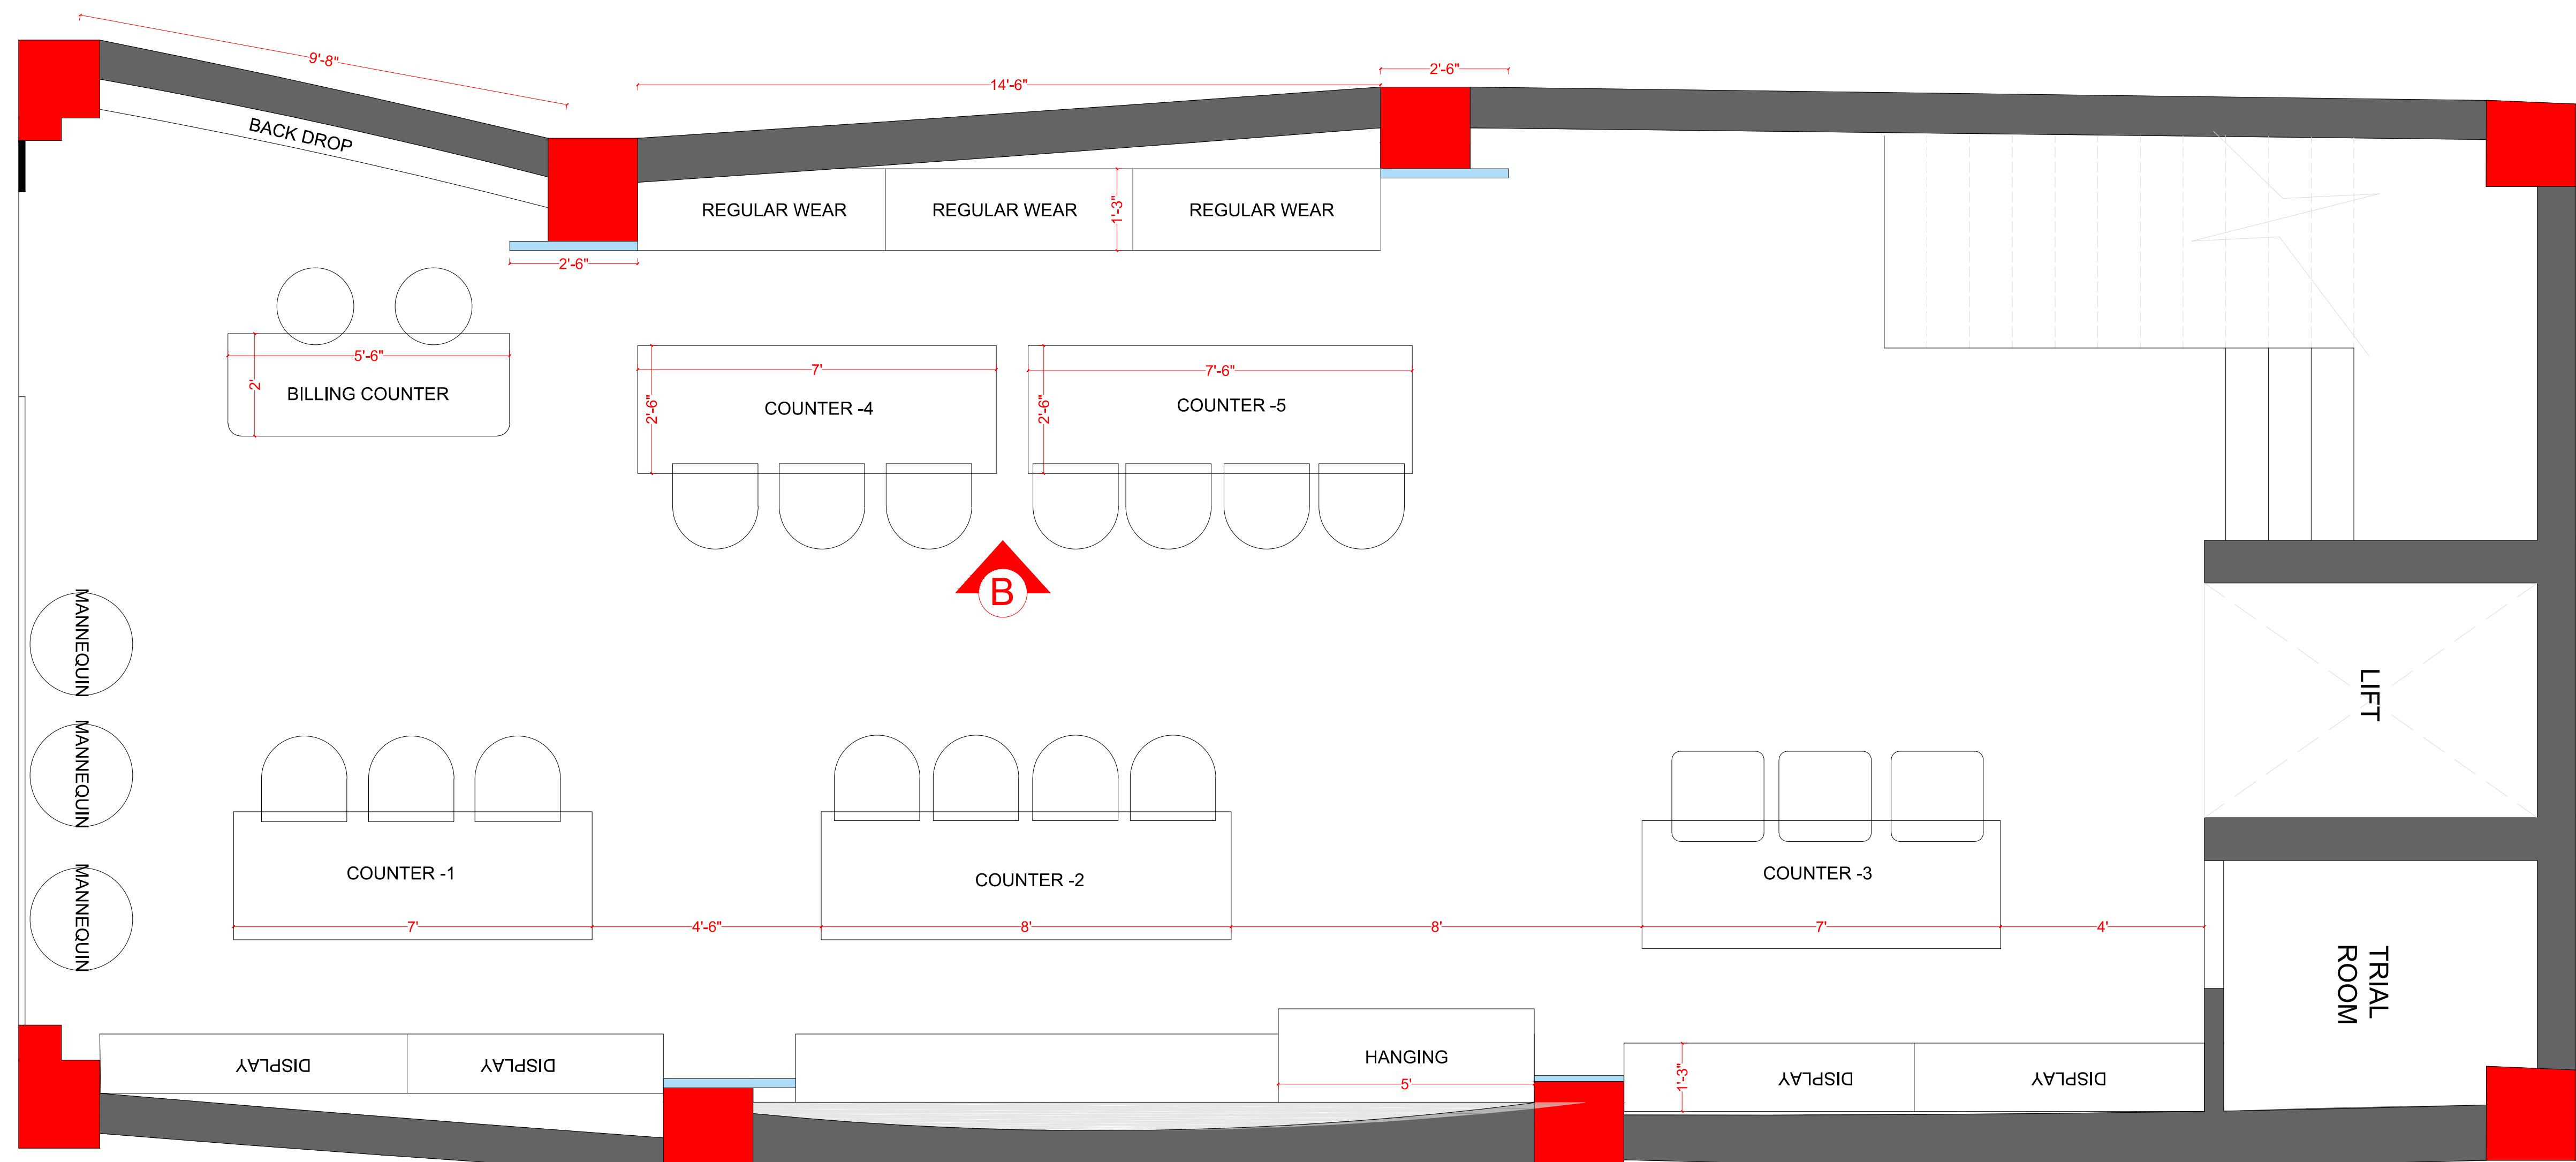 9'-8"
14'-6"
2'-6"
BACK DROP
REGULAR WEAR
REGULAR WEAR
1'-3"
REGULAR WEAR
2'-6"
5'-6"
2'
BILLING COUNTER
7'
2'-6"
COUNTER -4
7'-6"
2'-6"
COUNTER -5
B
MANNEQUIN
MANNEQUIN
MANNEQUIN
LIFT
COUNTER -1
COUNTER -2
COUNTER -3
7'
4'-6"
8'
8'
7'
4'
TRIAL
ROOM
DISPLAY
DISPLAY
HANGING
5'
1'-3"
DISPLAY
DISPLAY